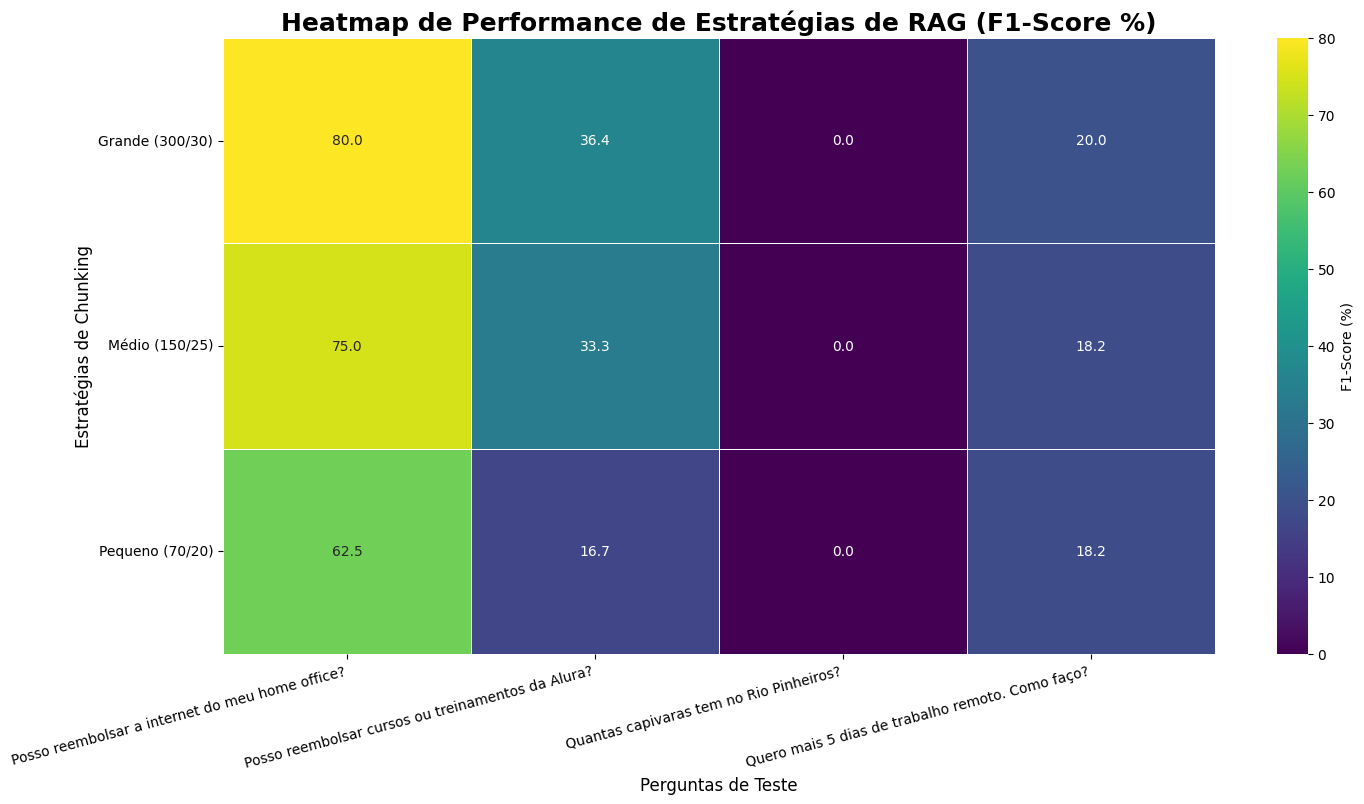 Heatmap de Performance de Estratégias de RAG (F1-Score %)
Estratégias de Chunking
Grande (300/30)
80.0
36.4
0.0
20.0
Médio (150/25)
75.0
33.3
0.0
18.2
Pequeno (70/20)
62.5
16.7
0.0
18.2
Posso reembolsar a internet do meu home office?
Posso reembolsar cursos ou treinamentos da Alura?
Quantas capivaras tem no Rio Pinheiros?
Quero mais 5 dias de trabalho remoto. Como faço?
Perguntas de Teste
80
70
60
50
40
30
20
10
0
F1-Score (%)